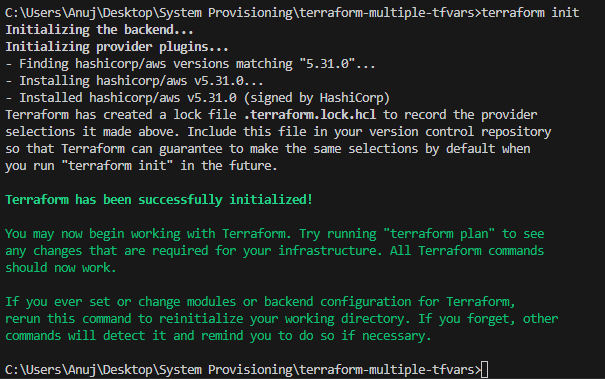 C:\Users\Anuj\Desktop\System Provisioning\terraform-multiple-tfvars>terraform init
Initializing the backend...
Initializing provider plugins...
- Finding hashicorp/aws versions matching "5.31.0"...
- Installing hashicorp/aws v5.31.0...
- Installed hashicorp/aws v5.31.0 (signed by HashiCorp)
Terraform has created a lock file .terraform.lock.hcl to record the provider
selections it made above. Include this file in your version control repository
so that Terraform can guarantee to make the same selections by default when
you run "terraform init" in the future.
Terraform has been successfully initialized!
You may now begin working with Terraform. Try running "terraform plan" to see
any changes that are required for your infrastructure. All Terraform commands
should now work.
If you ever set or change modules or backend configuration for Terraform,
rerun this command to reinitialize your working directory. If you forget, other
commands will detect it and remind you to do so if necessary.
C:\Users\Anuj\Desktop\System Provisioning\terraform-multiple-tfvars>